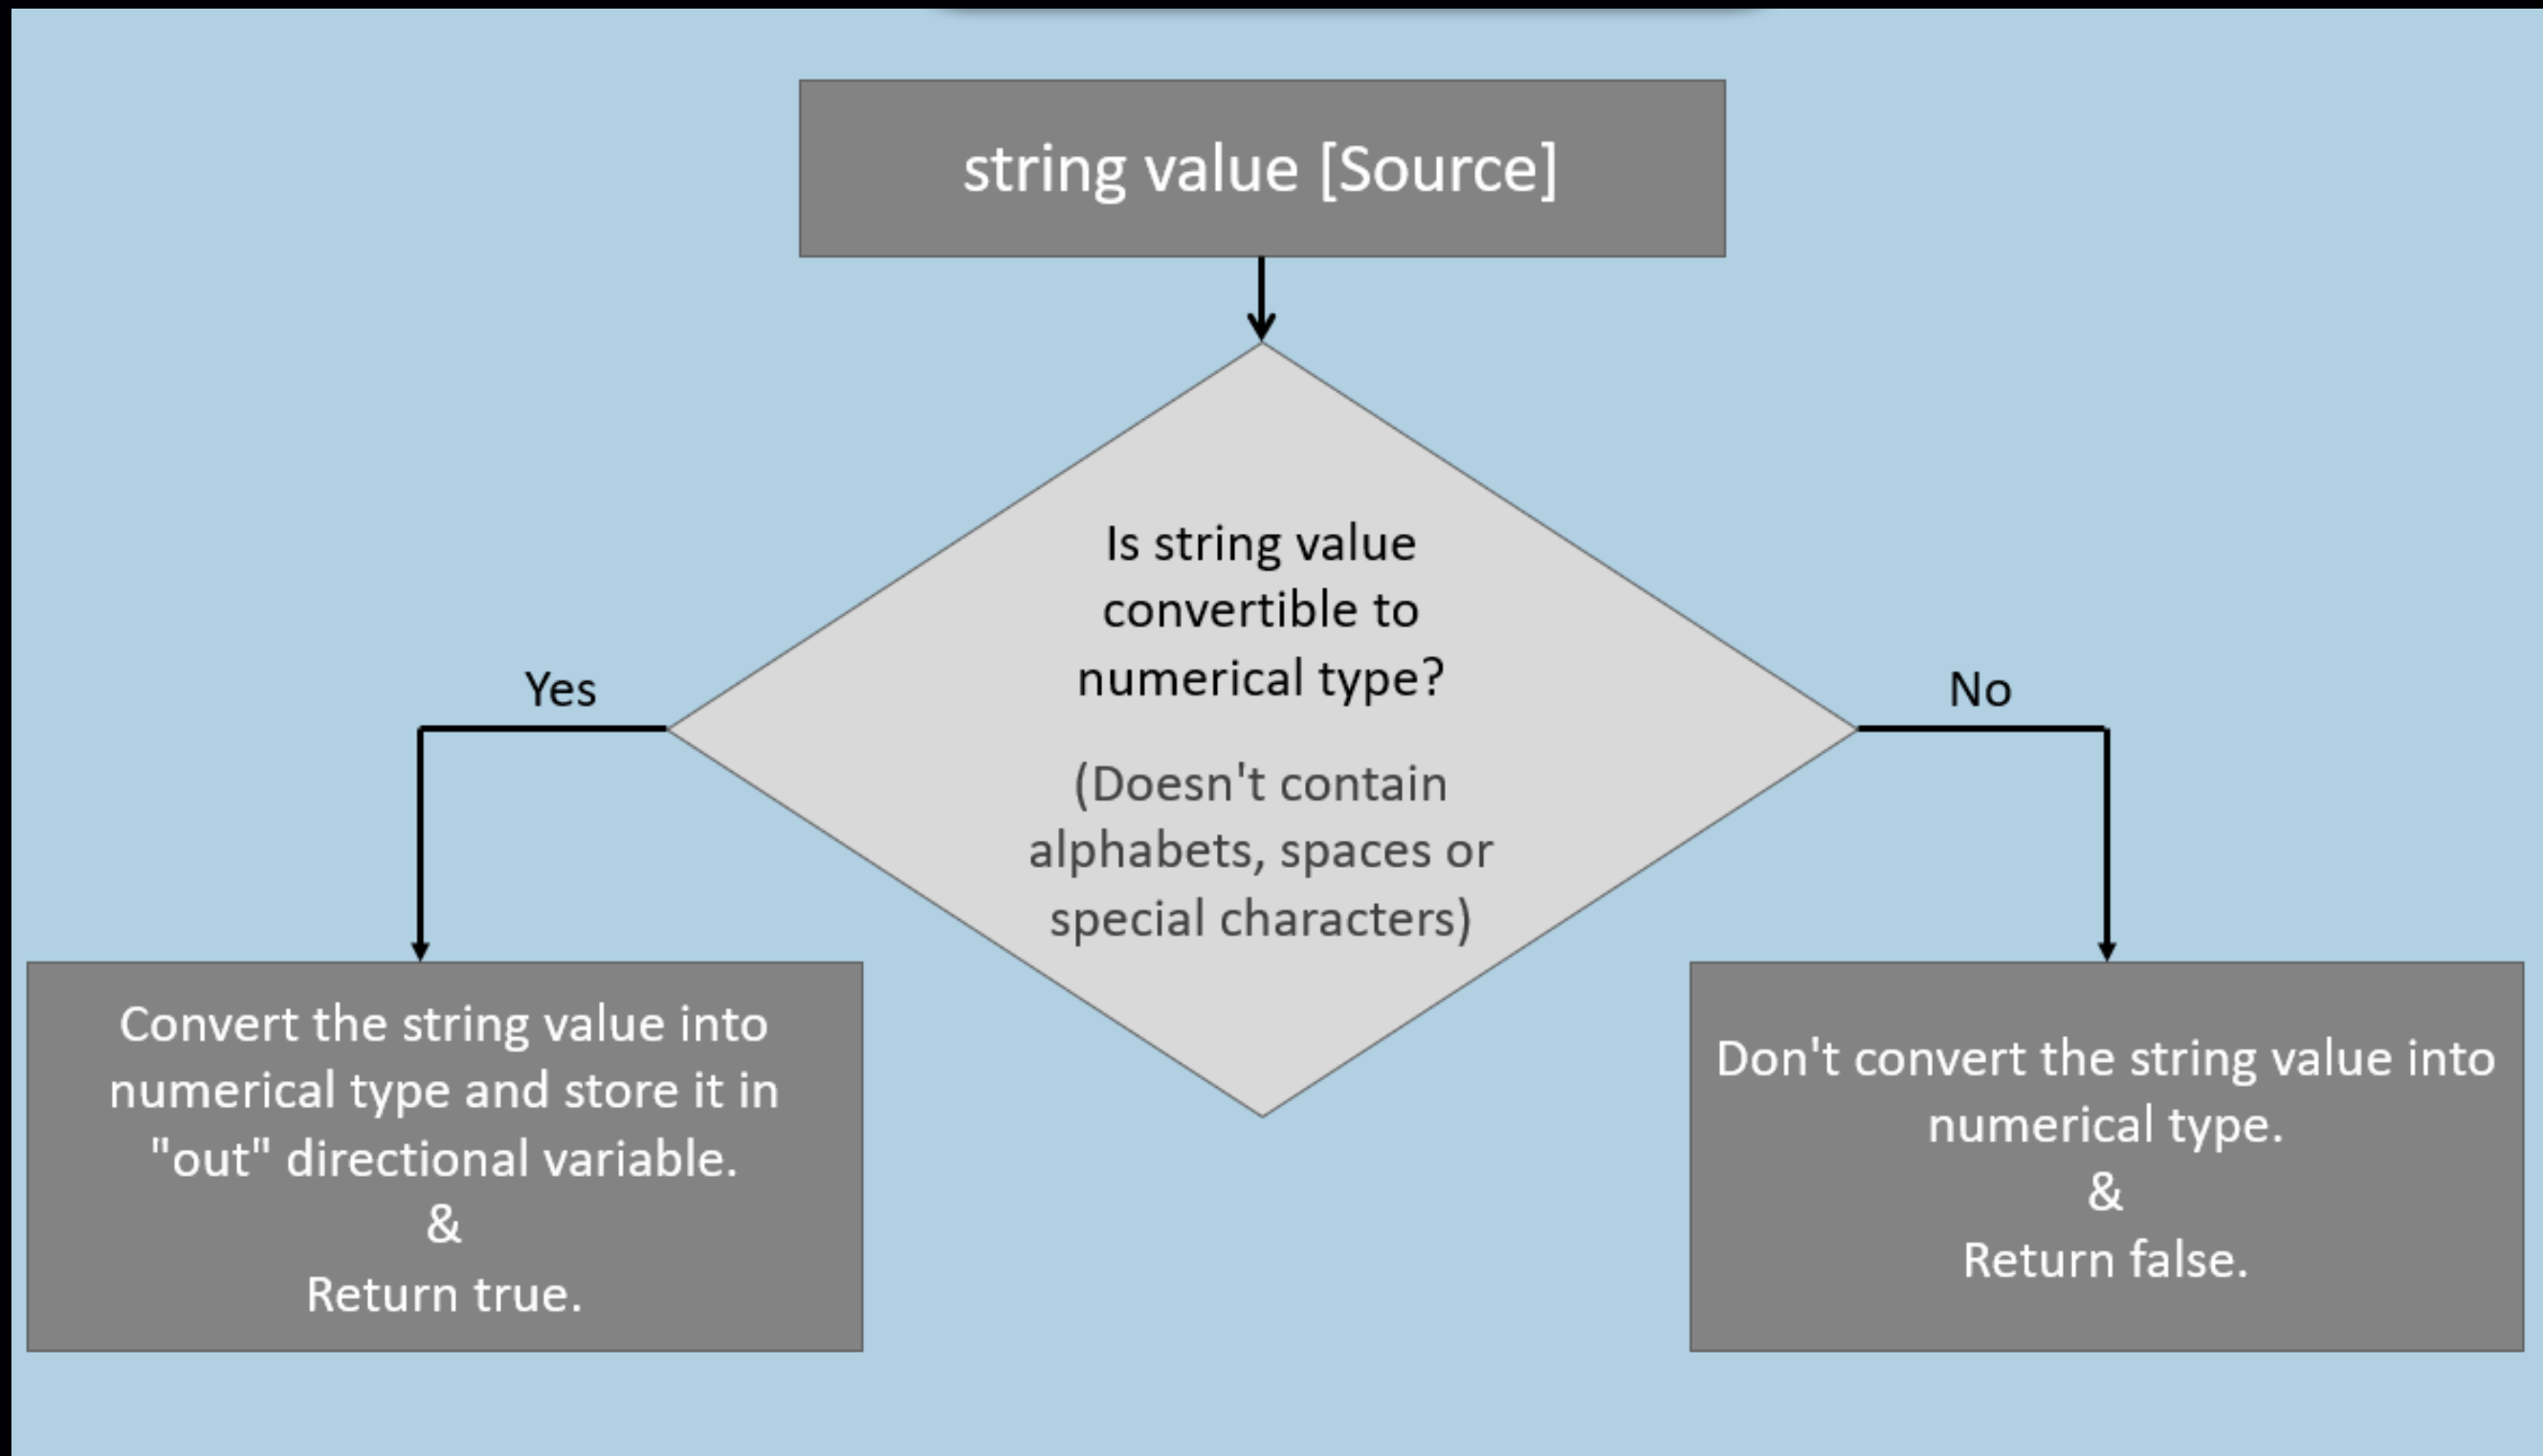 string value [Source]
Is string value
convertible to
numerical type?
(Doesn't contain
alphabets, spaces or
special characters)
Yes
No
Convert the string value into
numerical type and store it in
"out" directional variable.
&
Return true.
Don't convert the string value into
numerical type.
&
Return false.